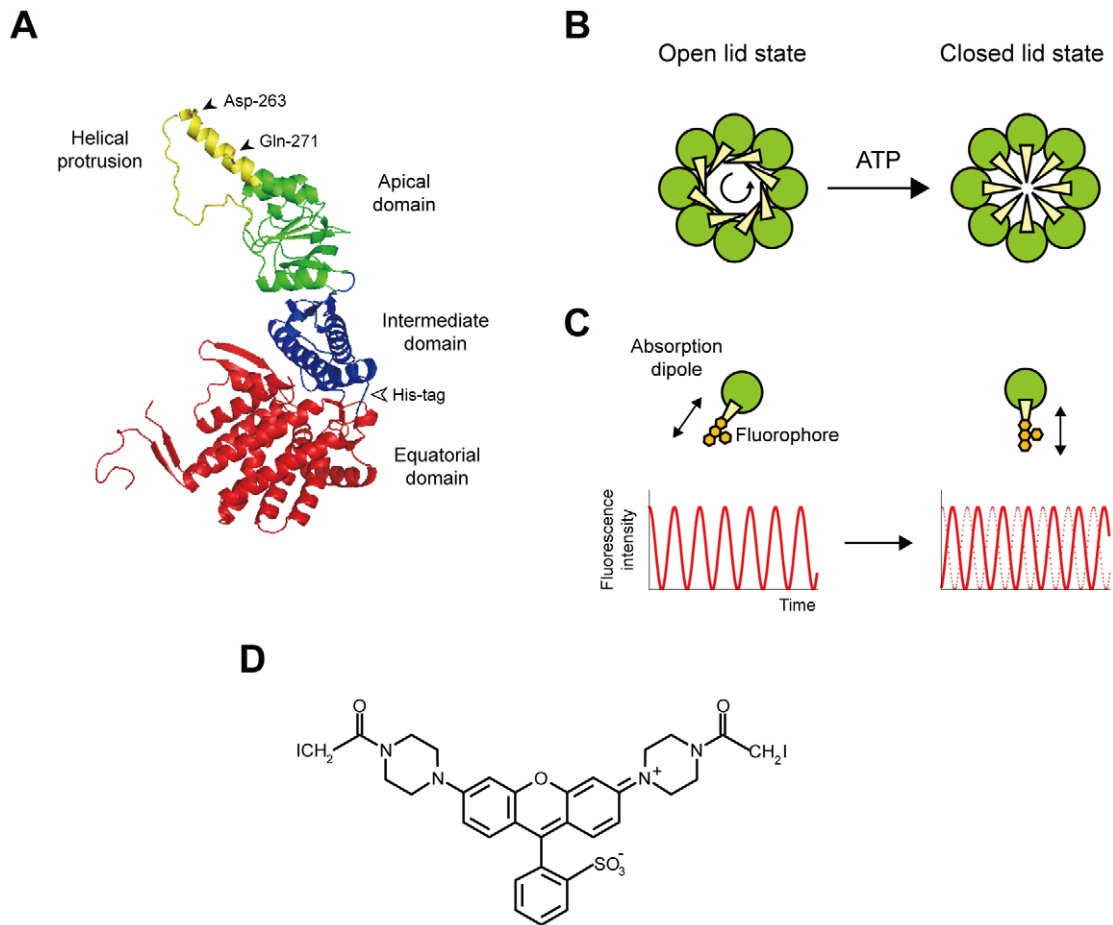 A
Asp-263
Gln-271
Helical
protrusion
Apical
domain
Intermediate
domain
His-tag
Equatorial
domain
B
Open lid state
Closed lid state
ATP
C
Absorption
dipole
Fluorophore
Fluorescence
intensity
Time
D
O
O
ICH2
N
N
O
N+
N
CH2I
SO3-